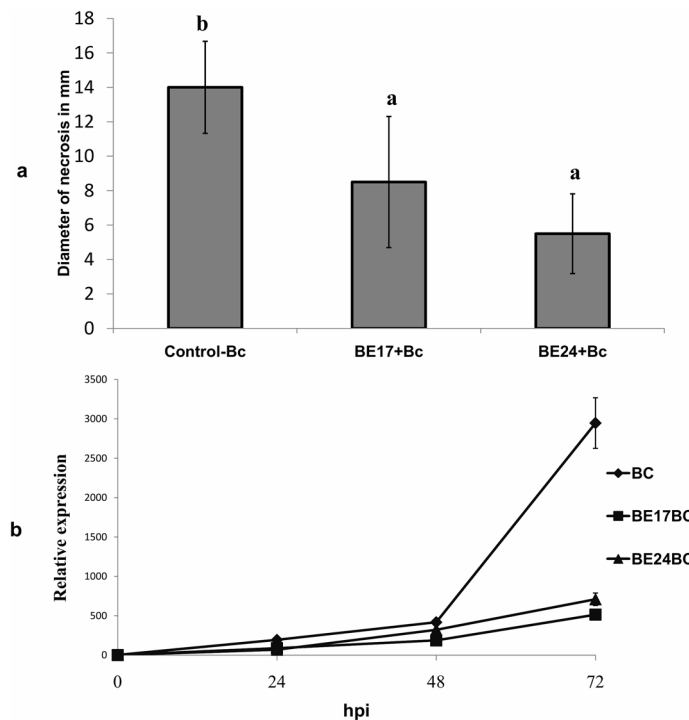 a
Diameter of necrosis in mm
18
16
14
12
10
8
6
4
2
0
b
a
a
Control-Bc
BE17+Bc
BE24+Bc
b
Relative expression
3500
3000
2500
2000
1500
1000
500
0
0
24
48
72
hpi
BC
BE17BC
BE24BC